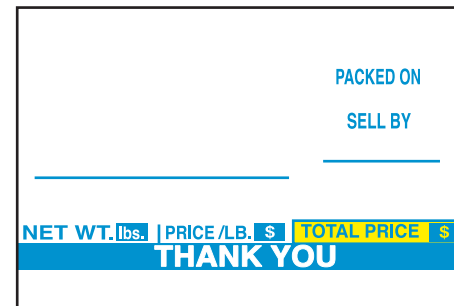 PACKED ON
SELL BY
NET WT. lbs. | PRICE /LB. $ TOTAL PRICE $
THANK YOU